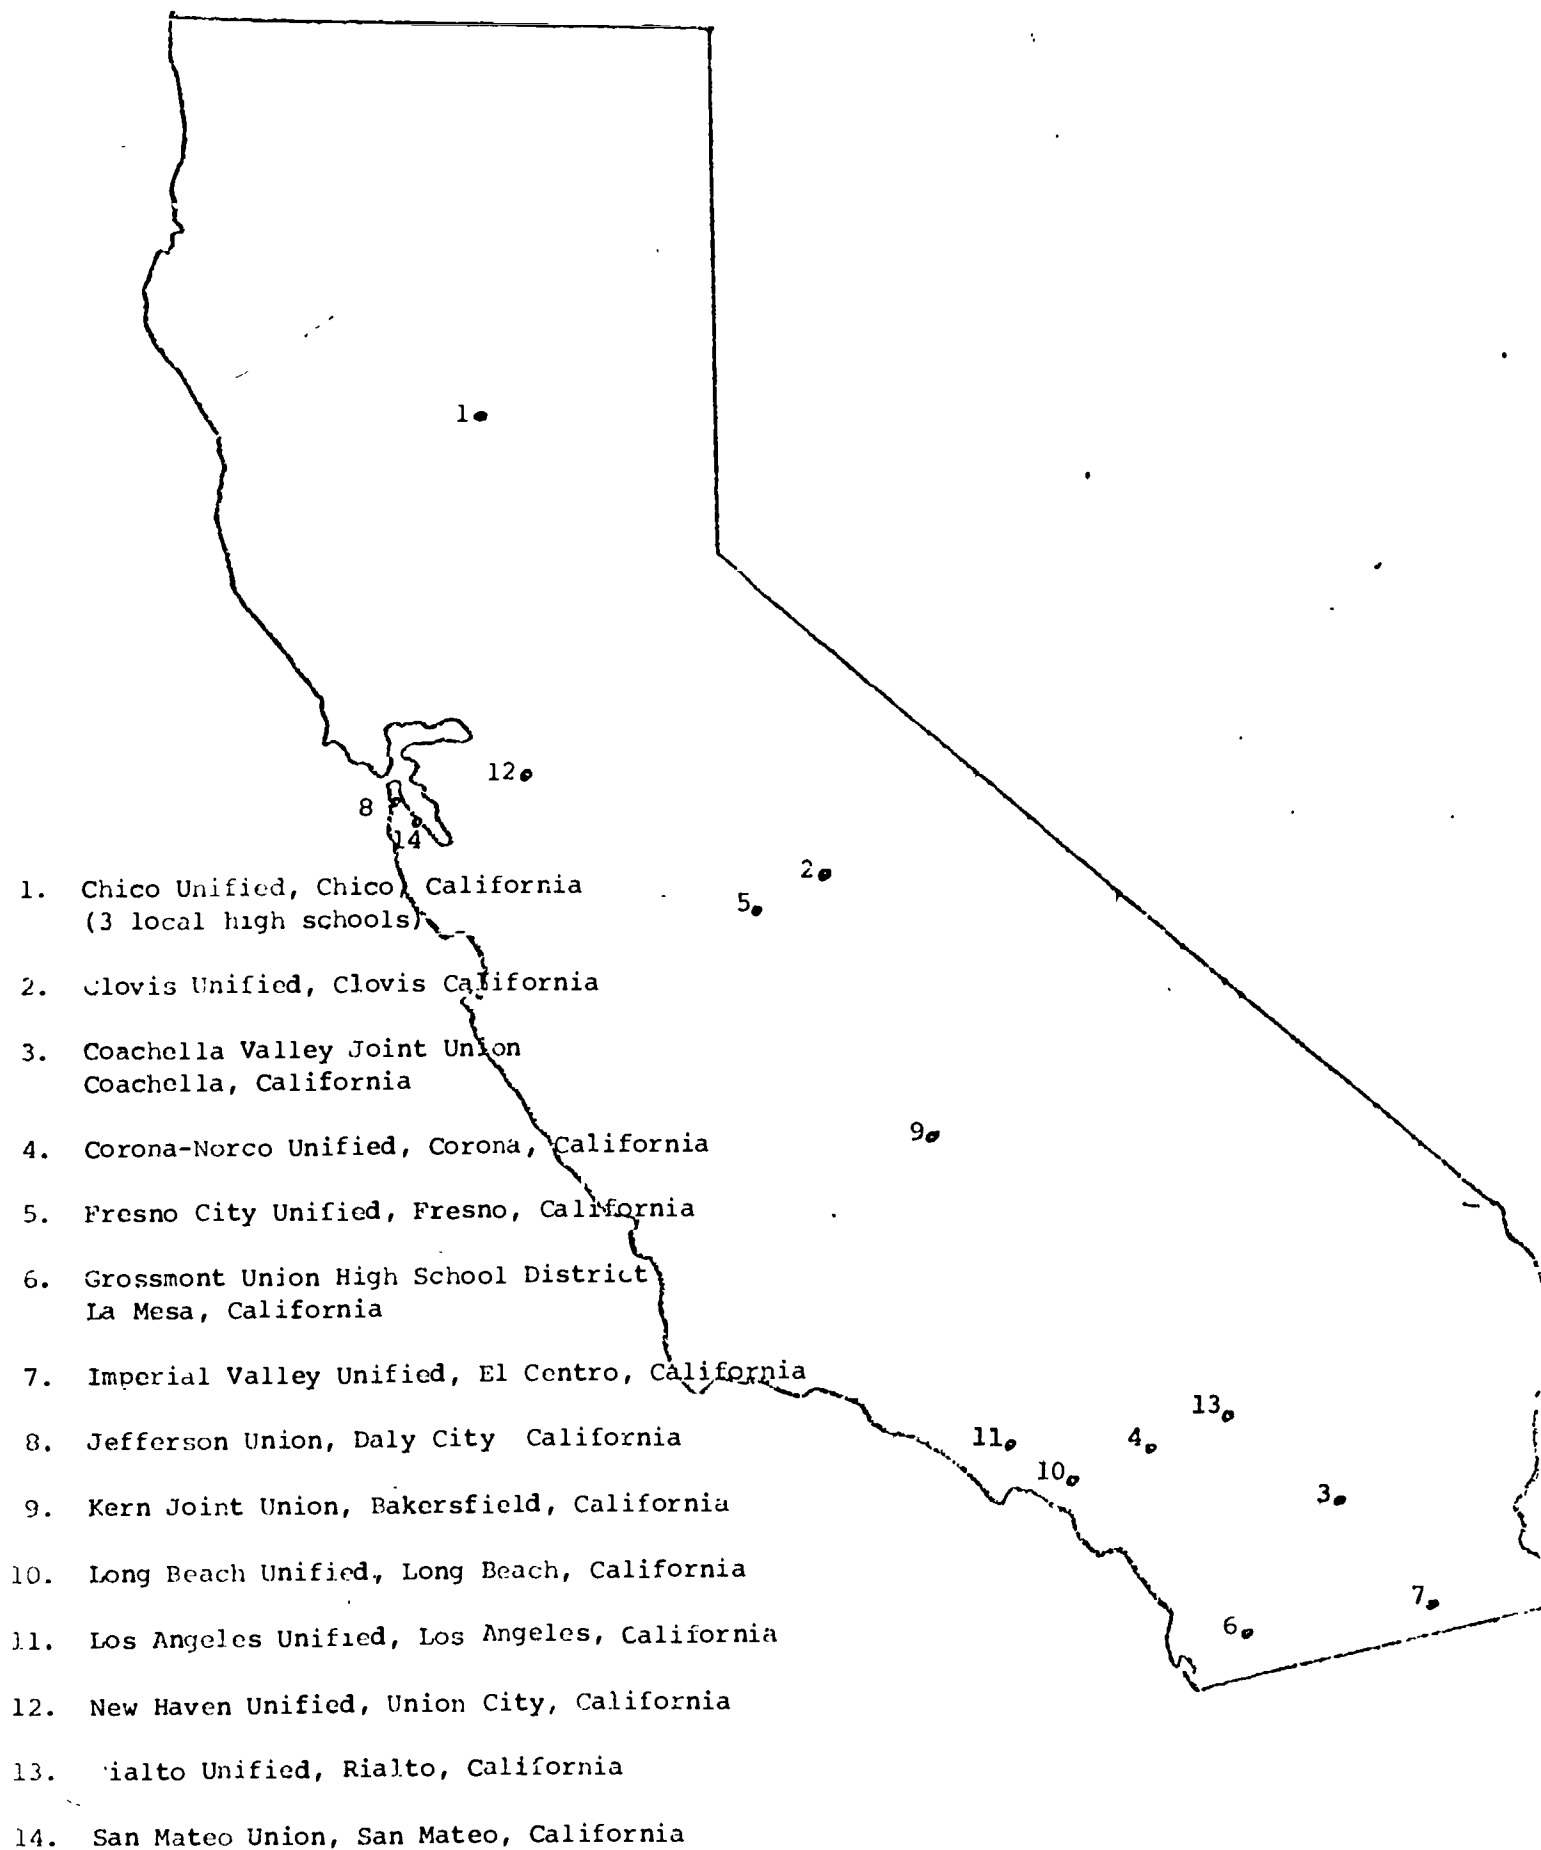 1
12
8
14
2
5
9
13
11
4
10
3
7
6
1. Chico Unified, Chico, California
(3 local high schools)
2. Clovis Unified, Clovis California
3. Coachella Valley Joint Union
Coachella, California
4. Corona-Norco Unified, Corona, California
5. Fresno City Unified, Fresno, California
6. Grossmont Union High School District
La Mesa, California
7. Imperial Valley Unified, El Centro, California
8. Jefferson Union, Daly City California
9. Kern Joint Union, Bakersfield, California
10. Long Beach Unified, Long Beach, California
11. Los Angeles Unified, Los Angeles, California
12. New Haven Unified, Union City, California
13. ialto Unified, Rialto, California
14. San Mateo Union, San Mateo, California